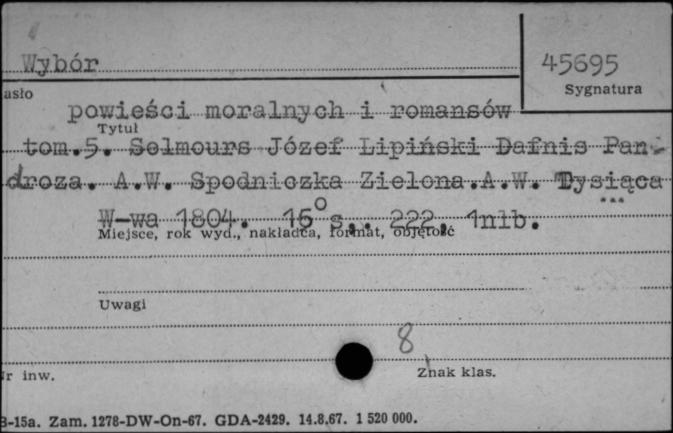 Wybór
45695
asło
Sygnatura
powieści moralnych i romansów
Tytuł
tom.5. Selmours Józef Lipiński Dafnis Pan-
droza. A.W. Spodniczka Zielona.A.W. Tysiąca
...
W-wa 1804. 16° s,. 222, 1nlb.
Miejsce, rok wyd., nakładca, format, objętość
Uwagi
8
Nr inw.
Znak klas.
B-15a. Zam. 1278-DW-On-67. GDA-2429. 14.8.67. 1 520 000.